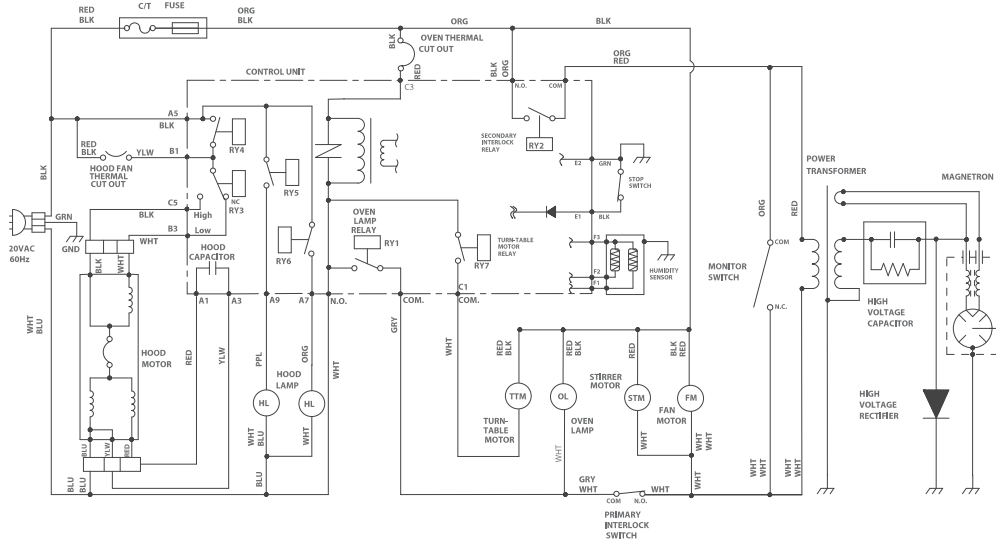 C/T FUSE
RED
BLK
ORG
BLK
ORG
BLK
BLK
OVEN THERMAL
CUT OUT
RED
BLK
ORG
ORG
RED
CONTROL UNIT
C3
N.O.
COM
A5
BLK
RY4
SECONDARY
INTERLOCK
RELAY
RY2
RED
BLK
YLW
B1
HOOD FAN
THERMAL
CUT OUT
RY5
E2
GRN
STOP
SWITCH
POWER
TRANSFORMER
MAGNETRON
BLK
NC
RY3
C5
BLK
High
GRN
GND
20VAC
60Hz
WHT
B3
Low
HOOD
CAPACITOR
RY6
OVEN
LAMP
RELAY
RY1
RY7
TURN-TABLE
MOTOR
RELAY
E1
BLK
F3
F2
F1
HUMIDITY
SENSOR
ORG
RED
COM
MONITOR
SWITCH
N.C.
BLK
WHT
A1
A3
A9
A7
N.O.
COM.
C1
COM.
GRY
HIGH
VOLTAGE
CAPACITOR
WHT
BLU
HOOD
MOTOR
RED
YLW
PPL
ORG
WHT
WHT
HOOD
LAMP
HL
HL
RED
BLK
RED
BLK
RED
BLK
RED
STIRRER
MOTOR
TTM
OL
STM
FM
TURN-
TABLE
MOTOR
OVEN
LAMP
FAN
MOTOR
HIGH
VOLTAGE
RECTIFIER
WHT
BLU
WHT
WHT
WHT
WHT
WHT
BLU
YLW
RED
BLU
BLU
BLU
GRY
WHT
WHT
WHT
WHT
WHT
WHT
WHT
COM
N.O.
PRIMARY
INTERLOCK
SWITCH